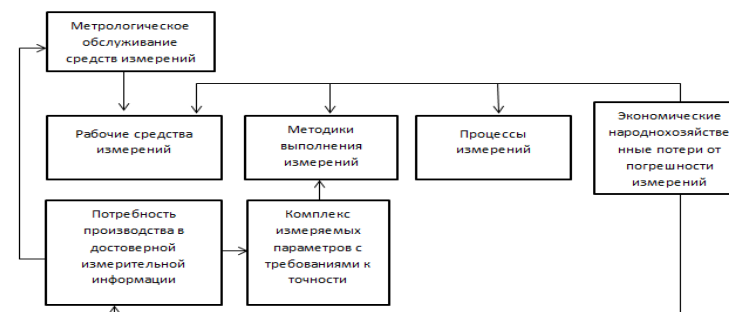 Метрологическое
обслуживание
средств измерений
Рабочие средства
измерений
Методики
выполнения
измерений
Процессы
измерений
Экономические
народнохозяйстве
нные потери от
погрешности
измерений
Потребность
производства в
достоверной
измерительной
информации
Комплекс
измеряемых
параметров с
требованиями к
точности